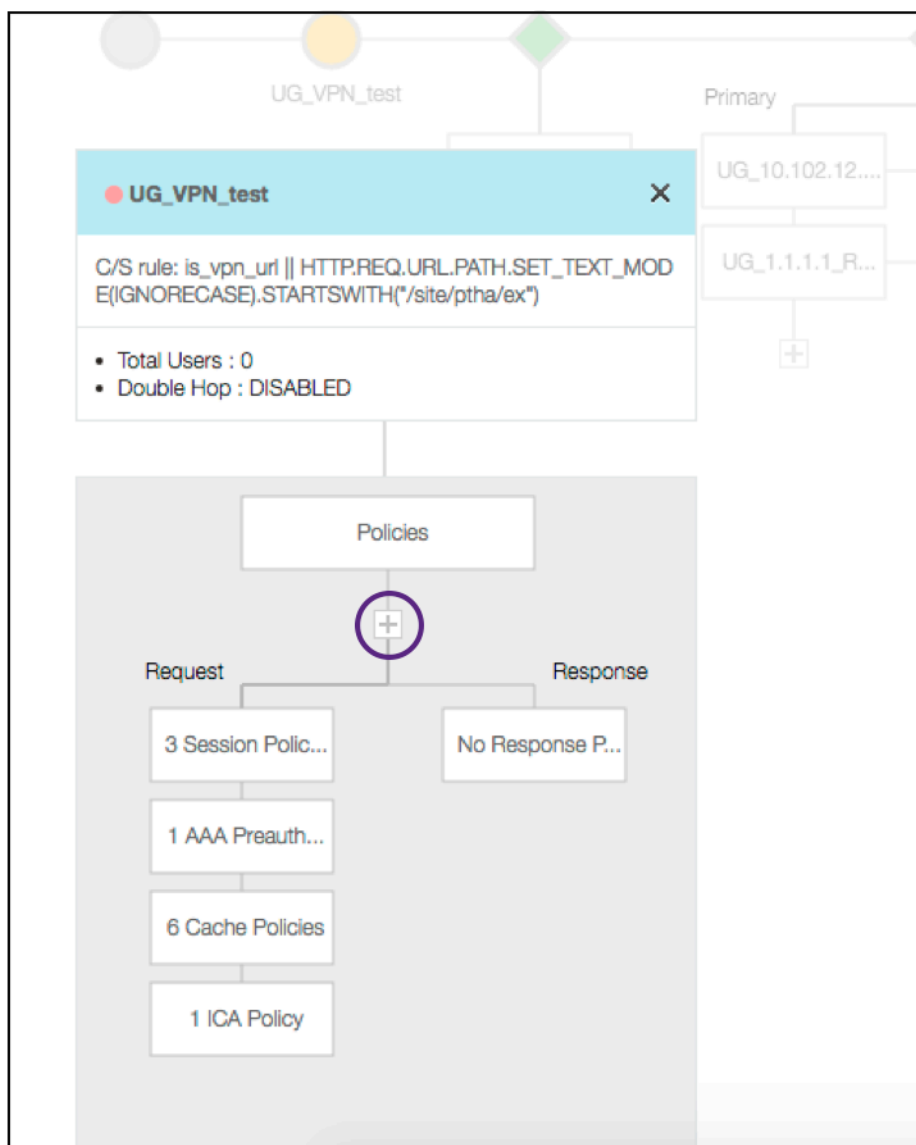 UG_VPN_test
Primary
UG_10.102.12....
UG_VPN_test
UG_1.1.1.1_R...
C/S rule: is_vpn_url || HTTP.REQ.URL.PATH.SET_TEXT_MOD
E(IGNORECASE).STARTSWITH("/site/ptha/ex")
• Total Users : 0
• Double Hop : DISABLED
Policies
Request
Response
3 Session Polic...
No Response P...
1 AAA Preauth...
6 Cache Policies
1 ICA Policy